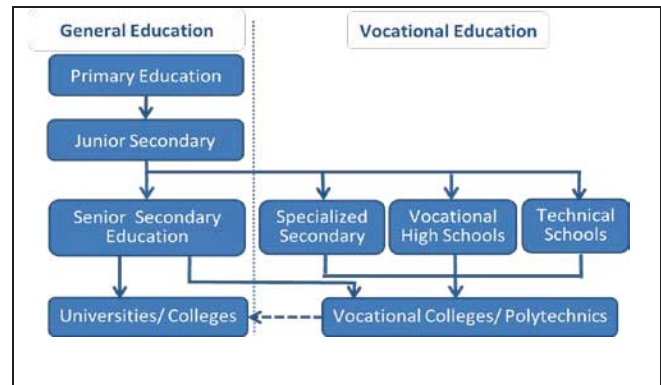 General Education
Vocational Education
Primary Education
Junior Secondary
Senior Secondary
Education
Specialized
Secondary
Vocational
High Schools
Technical
Schools
Universities/ Colleges
Vocational Colleges/ Polytechnics